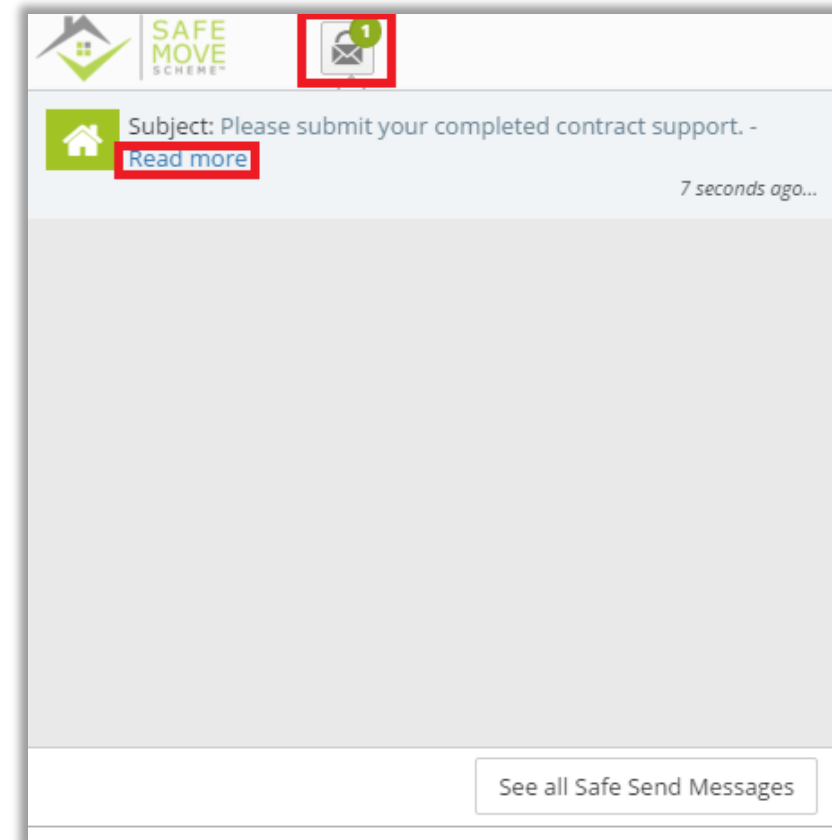 SAFE
MOVE
SCHEME™
1
Subject: Please submit your completed contract support. -
Read more
7 seconds ago...
See all Safe Send Messages